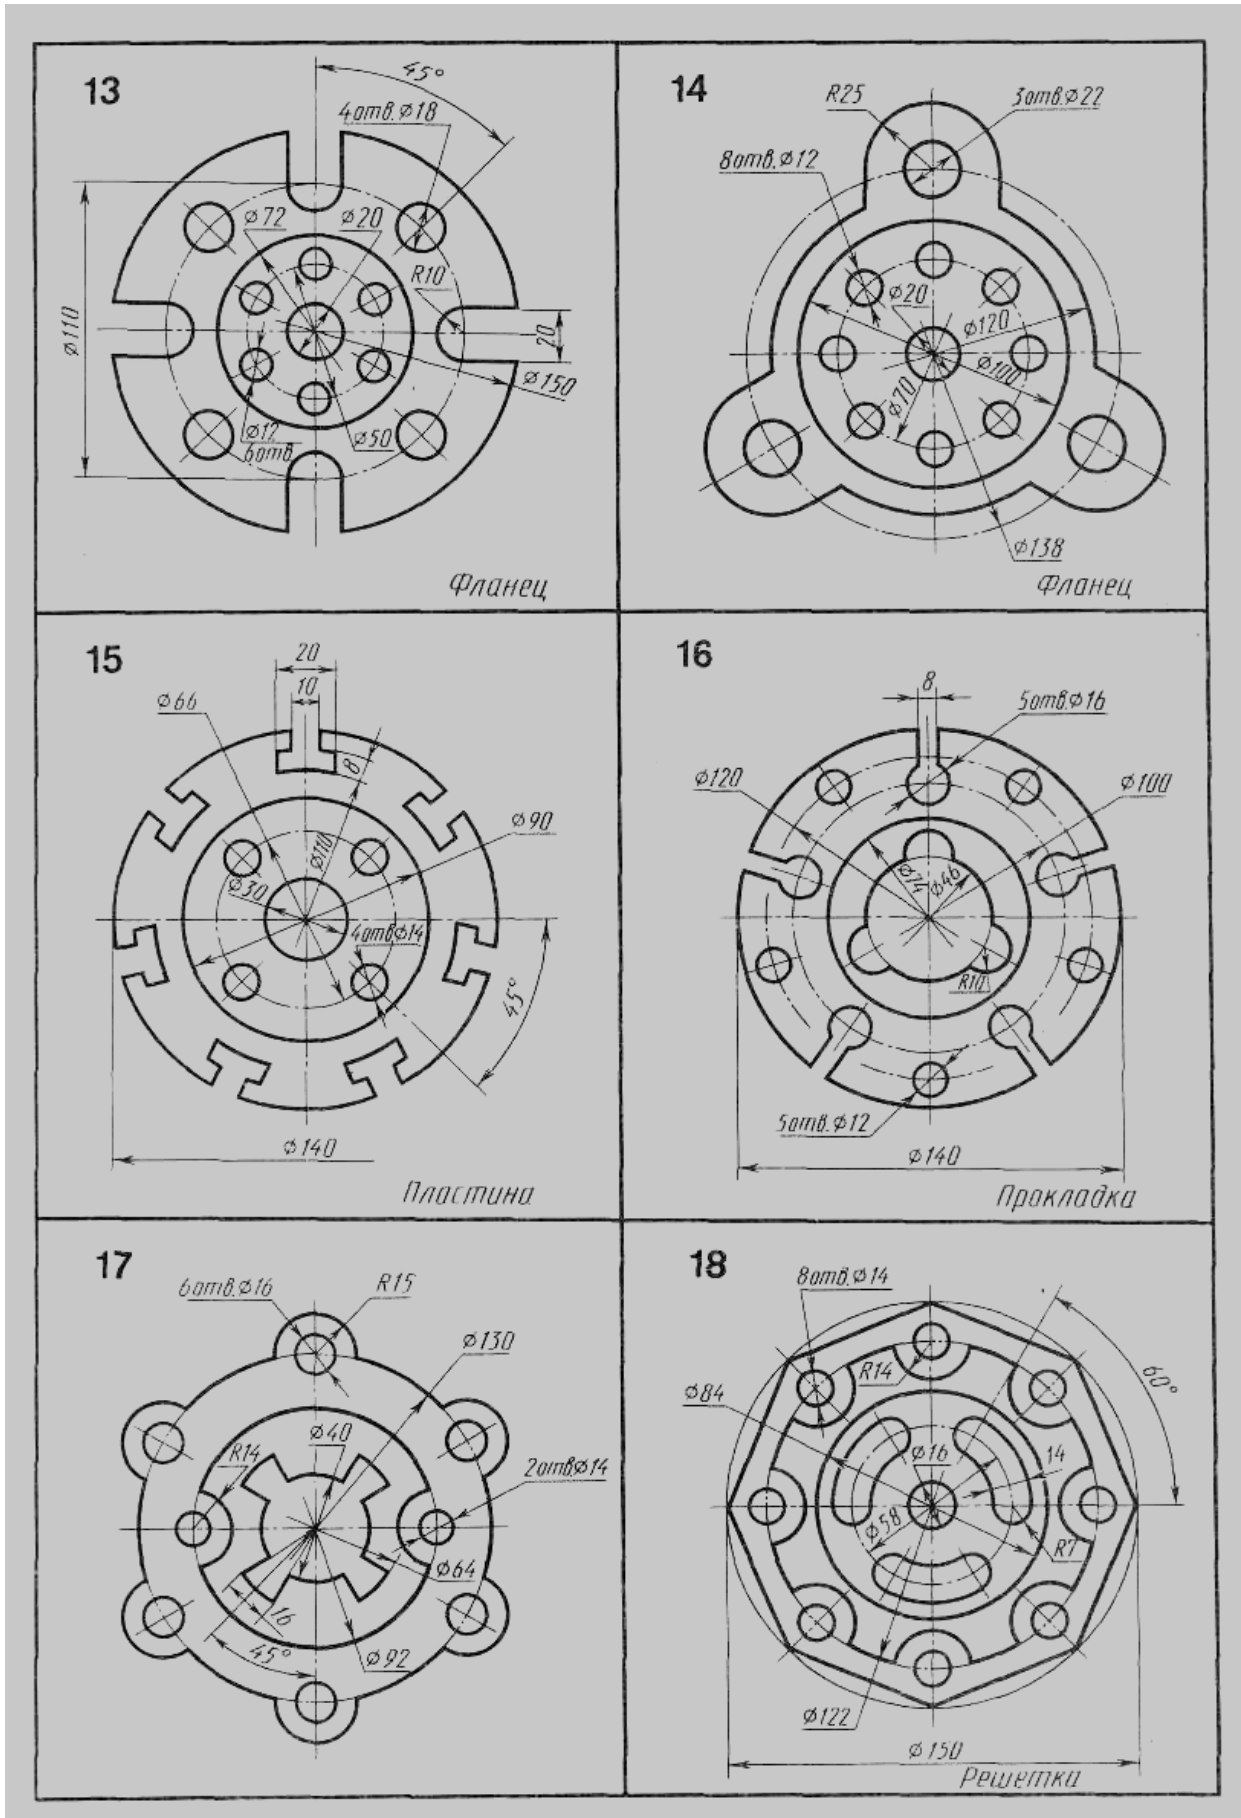 13
45°
4отв.⌀18
⌀72
⌀20
R10
⌀110
20
⌀150
⌀12
6отв.
⌀50
Фланец
14
R25
3отв.⌀22
8отв.⌀12
⌀20
⌀120
⌀100
⌀70
⌀138
Фланец
15
20
10
⌀66
8
⌀110
⌀90
⌀30
4отв⌀14
45°
⌀140
Пластина
16
8
5отв.⌀16
⌀120
⌀100
⌀74
⌀46
R10
5отв.⌀12
⌀140
Прокладка
17
6отв.⌀16
R15
⌀130
⌀40
R14
2отв.⌀14
⌀64
16
45°
⌀92
18
8отв.⌀14
R14
60°
⌀84
⌀16
14
⌀58
R7
⌀122
⌀150
Решетка